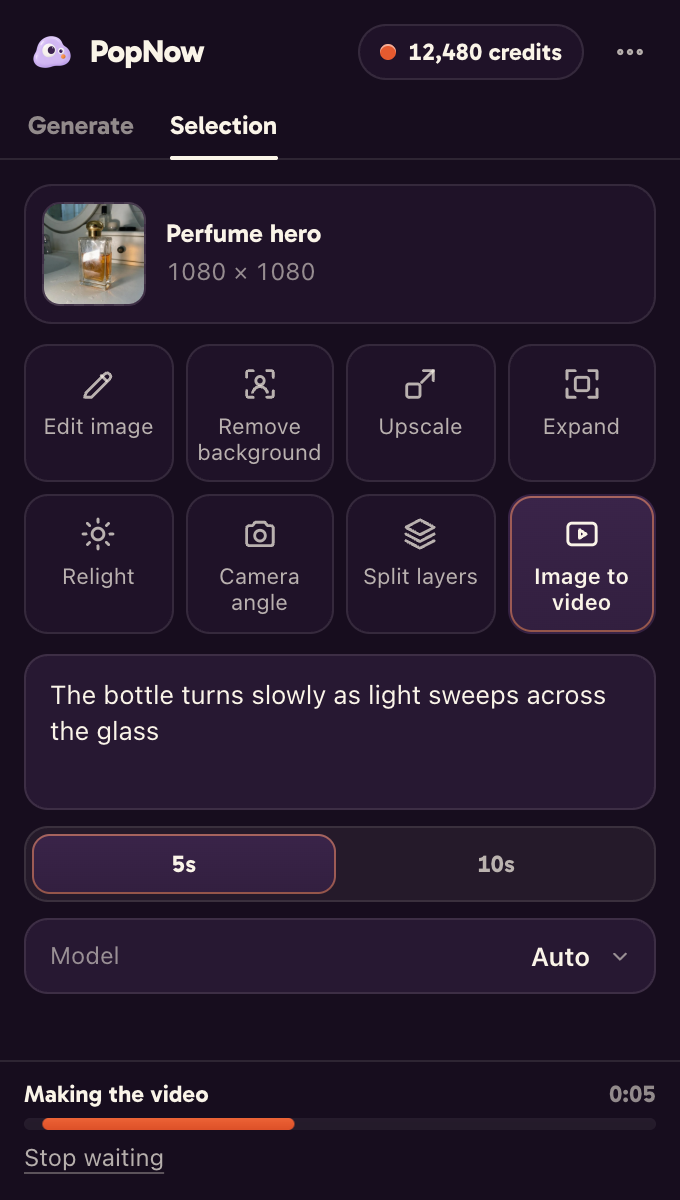 PopNow
12,480 credits
Generate
Selection
Perfume hero
1080 × 1080
Edit image
Remove
background
Upscale
Expand
Relight
Camera
angle
Split layers
Image to
video
The bottle turns slowly as light sweeps across
the glass
5s
10s
Model
Auto
Making the video
0:05
Stop waiting